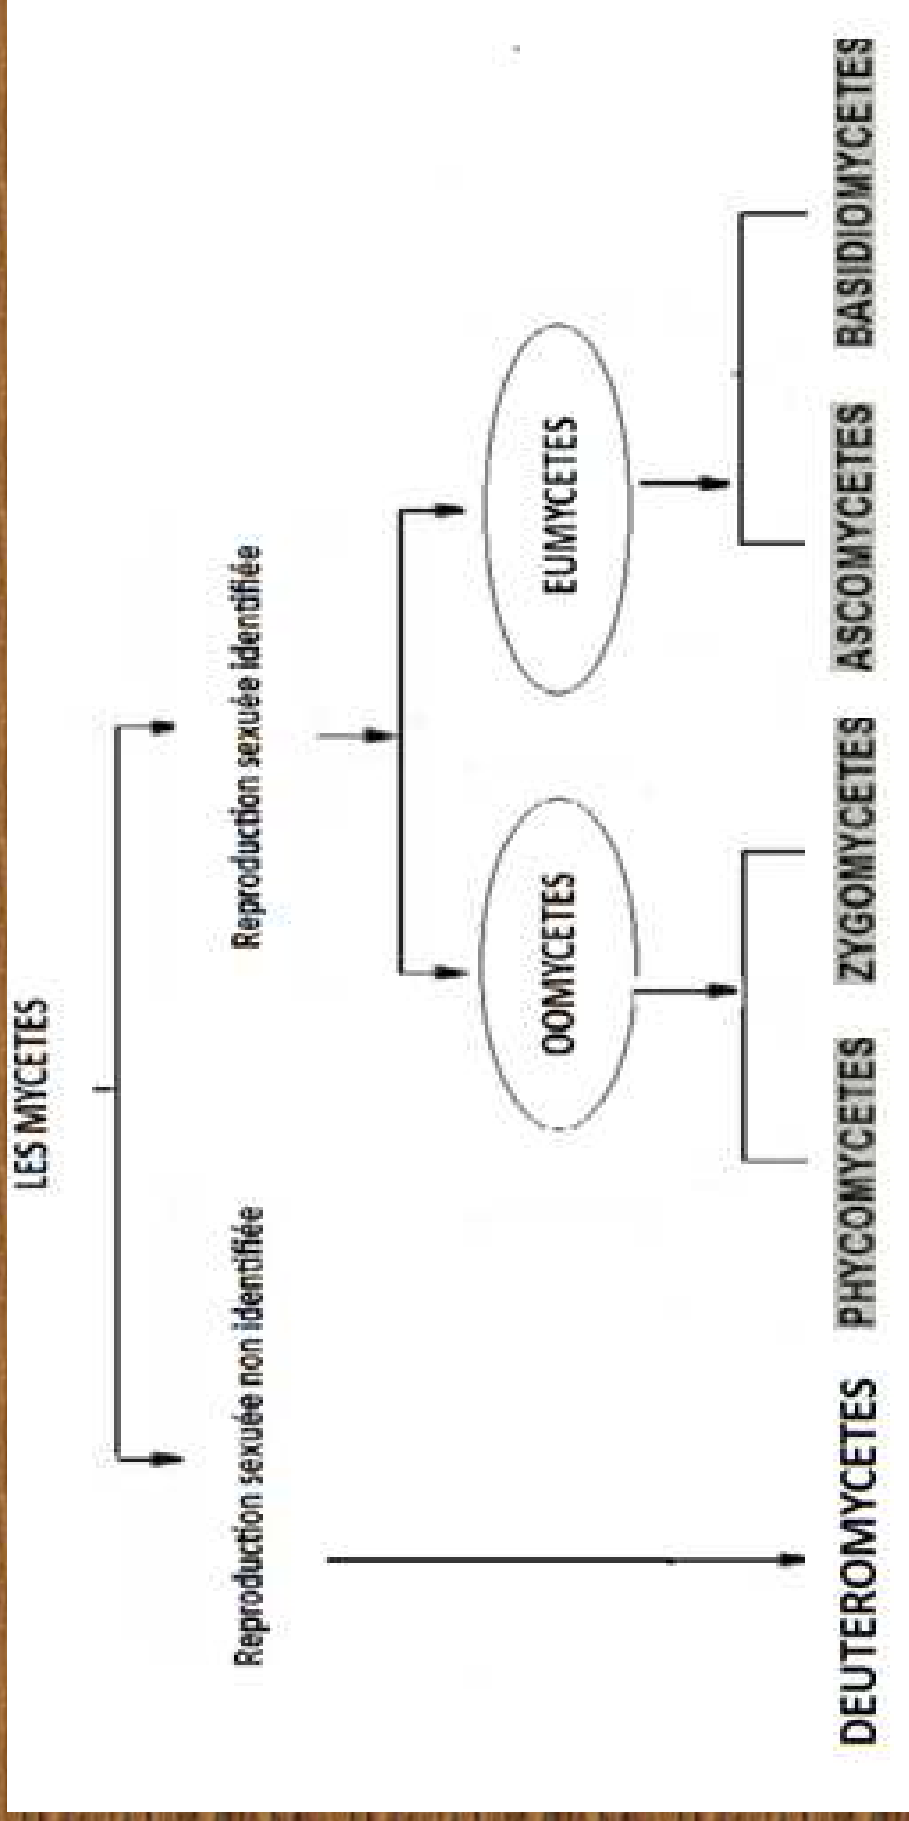 LES MYCETES
Reproduction sexuée non identifiée
Reproduction sexuée identifiée
OOMYCETES
EUMYCETES
DEUTEROMYCETES
PHYCOMYCETES
ZYGOMYCETES
ASCOMYCETES
BASIDIOMYCETES